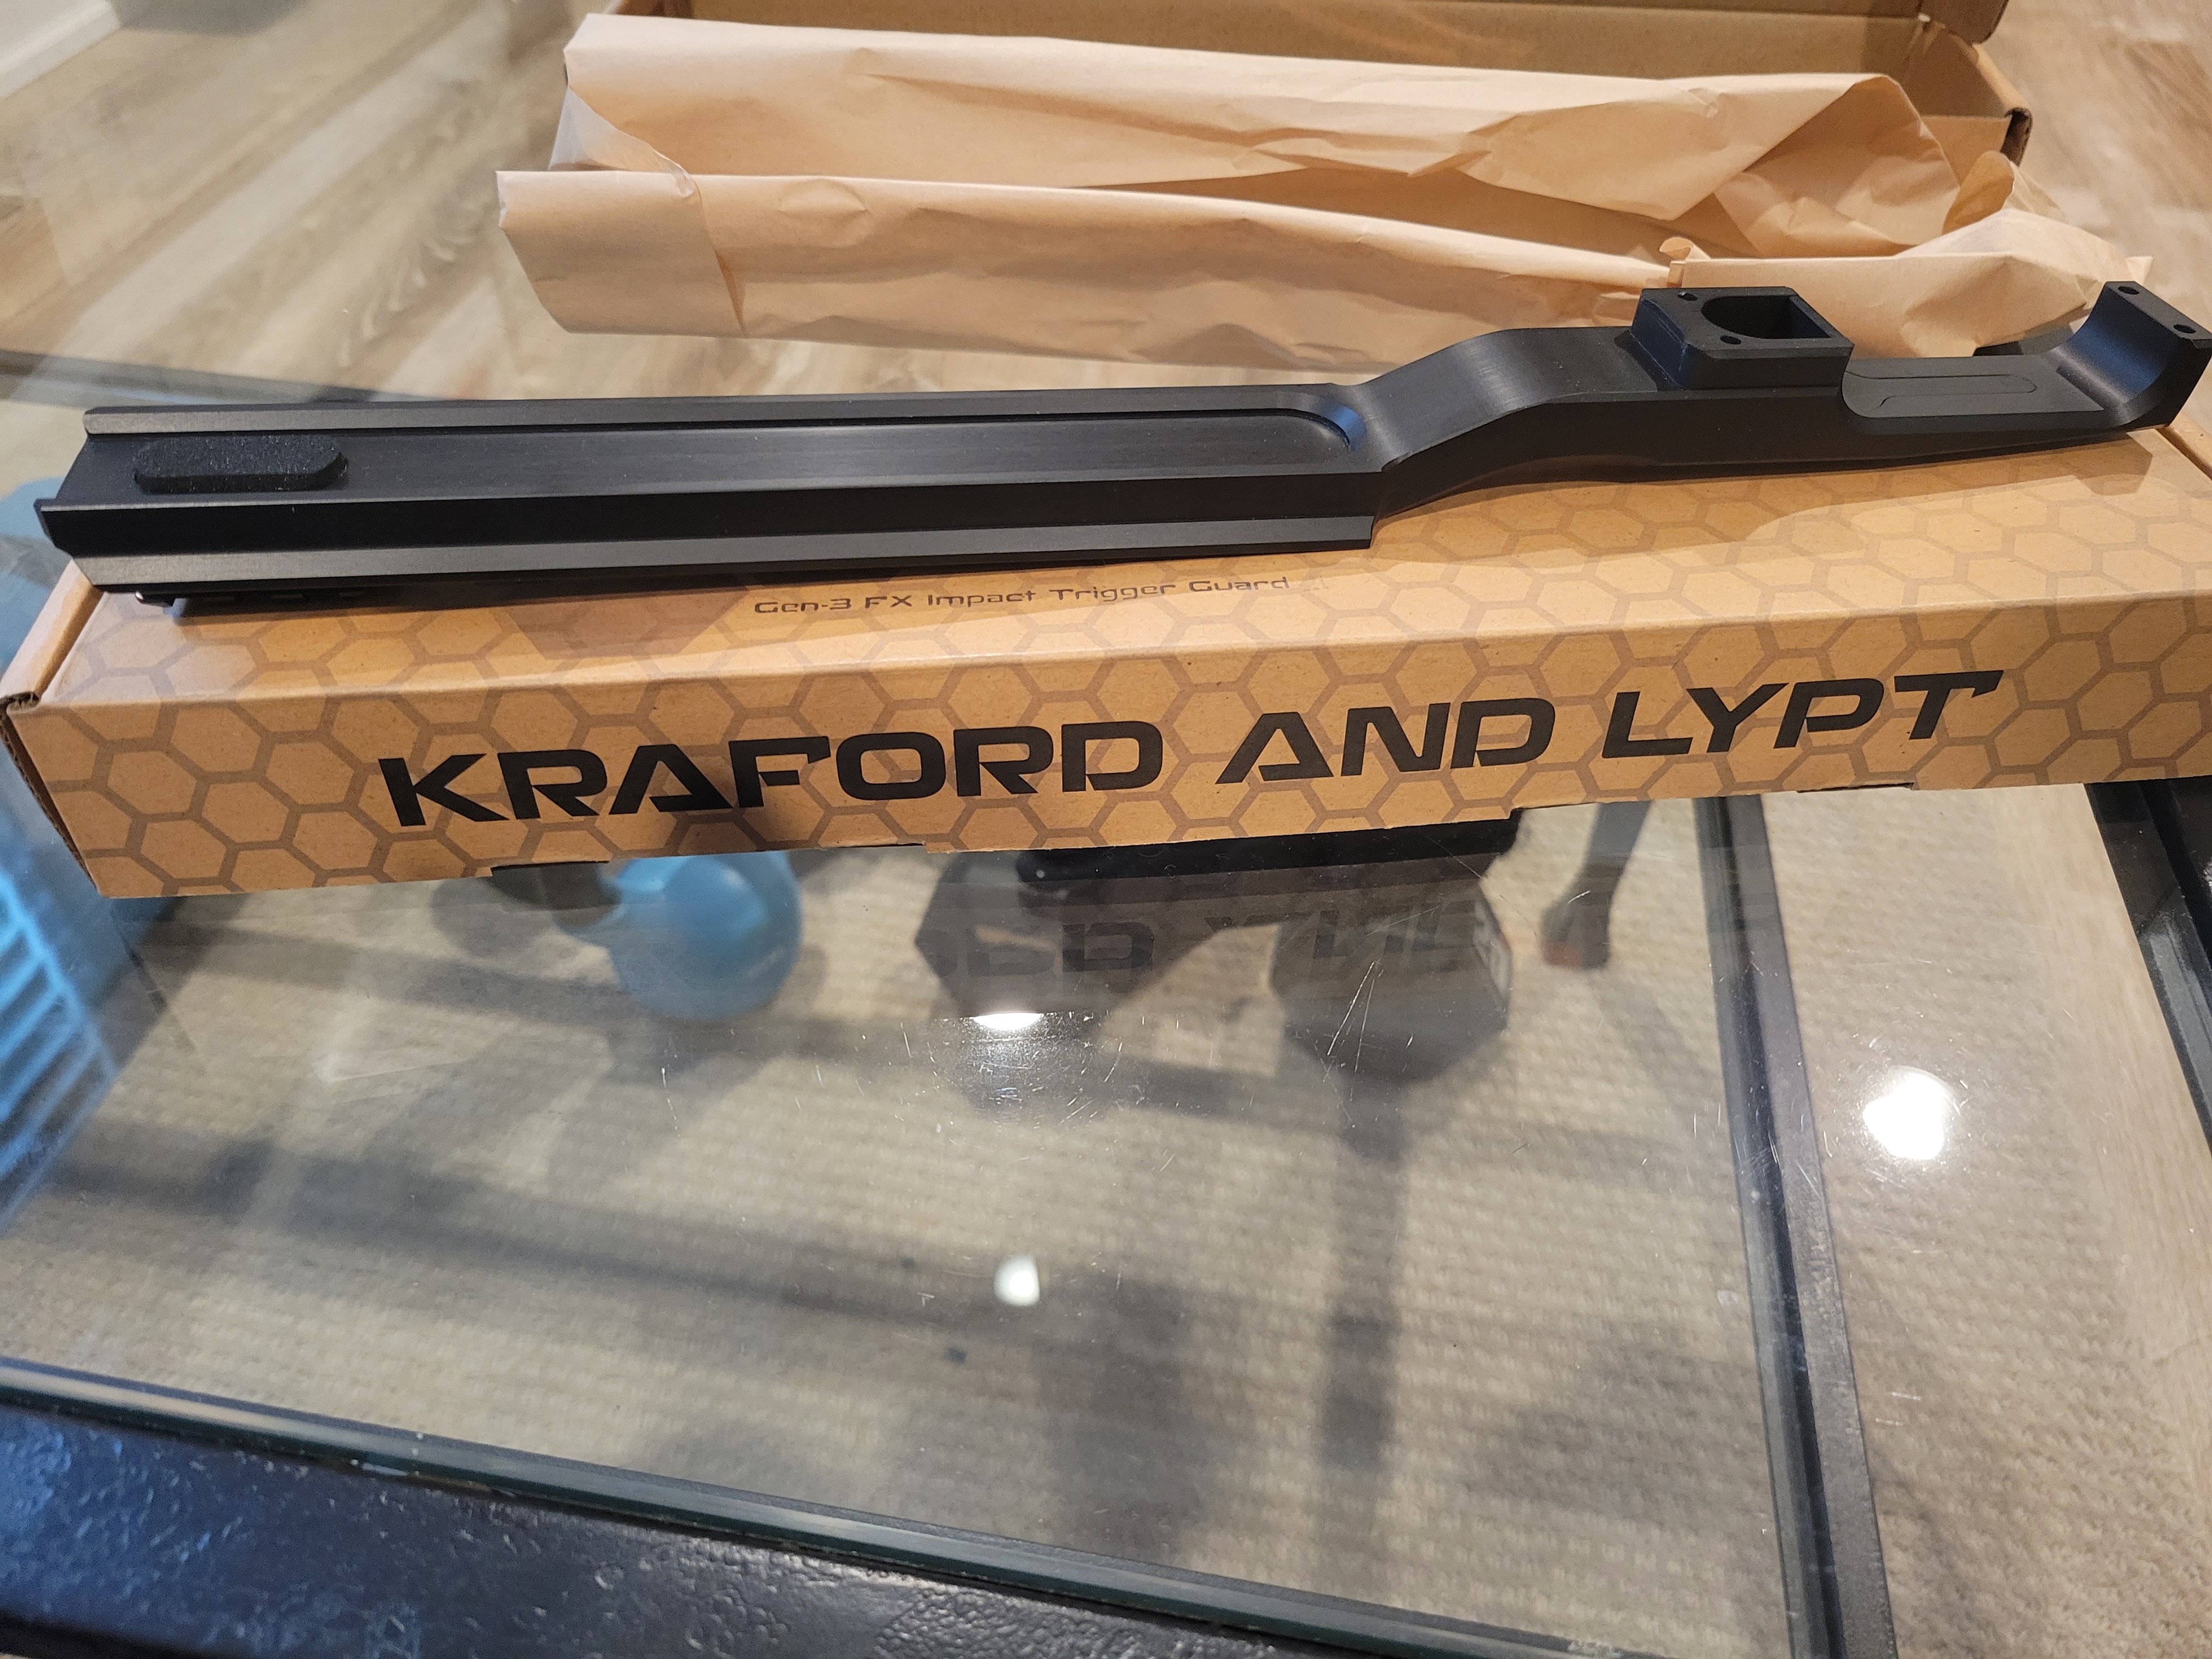 Gen-3 FX Impact Trigger Guard
KRAFORD AND LYPT